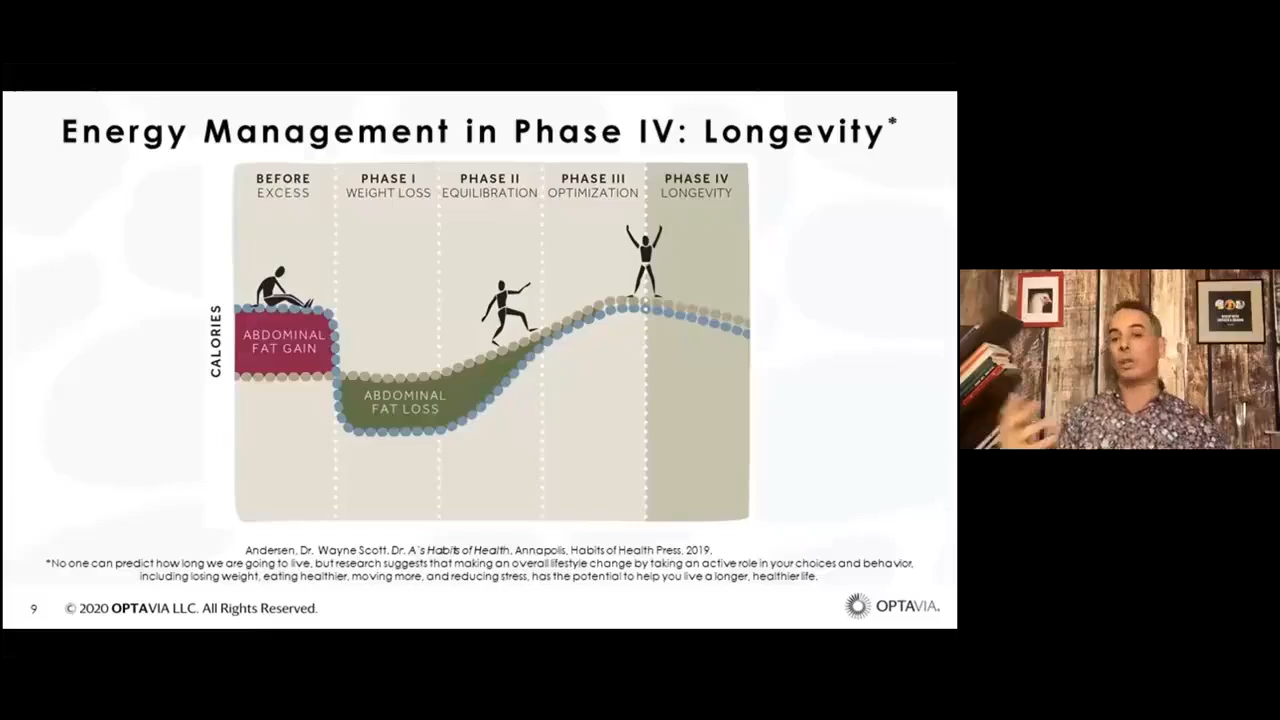 Energy Management in Phase IV: Longevity*
BEFORE
EXCESS
PHASE I
WEIGHT LOSS
PHASE II
EQUILIBRATION
PHASE III
OPTIMIZATION
PHASE IV
LONGEVITY
CALORIES
ABDOMINAL
FAT GAIN
ABDOMINAL
FAT LOSS
Andersen, Dr. Wayne Scott. Dr. A's Habits of Health. Annapolis, Habits of Health Press, 2019.
*No one can predict how long we are going to live, but research suggests that making an overall lifestyle change by taking an active role in your choices and behavior,
including losing weight, eating healthier, moving more, and reducing stress, has the potential to help you live a longer, healthier life.
9 © 2020 OPTAVIA LLC. All Rights Reserved.
OPTAVIA.